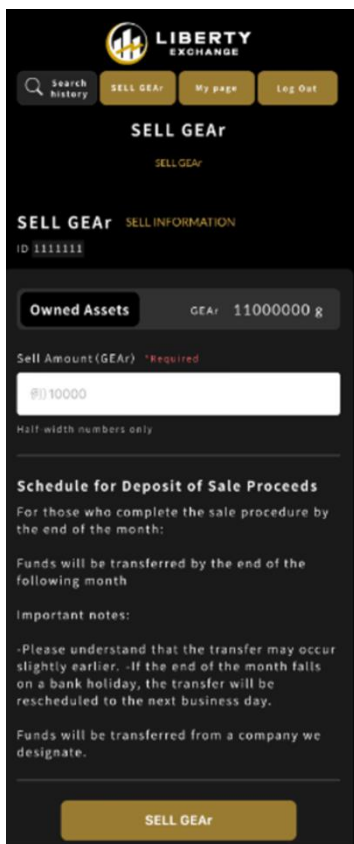 LIBERTY
EXCHANGE
Search
history
SELL GEAr
My page
Log Out
SELL GEAr
SELL GEAr
SELL GEAr SELL INFORMATION
ID 1111111
Owned Assets GEAr 11000000 g
Sell Amount(GEAr) *Required
例)10000
Half-width numbers only
Schedule for Deposit of Sale Proceeds
For those who complete the sale procedure by
the end of the month:
Funds will be transferred by the end of the
following month
Important notes:
-Please understand that the transfer may occur
slightly earlier. -If the end of the month falls
on a bank holiday, the transfer will be
rescheduled to the next business day.
Funds will be transferred from a company we
designate.
SELL GEAr